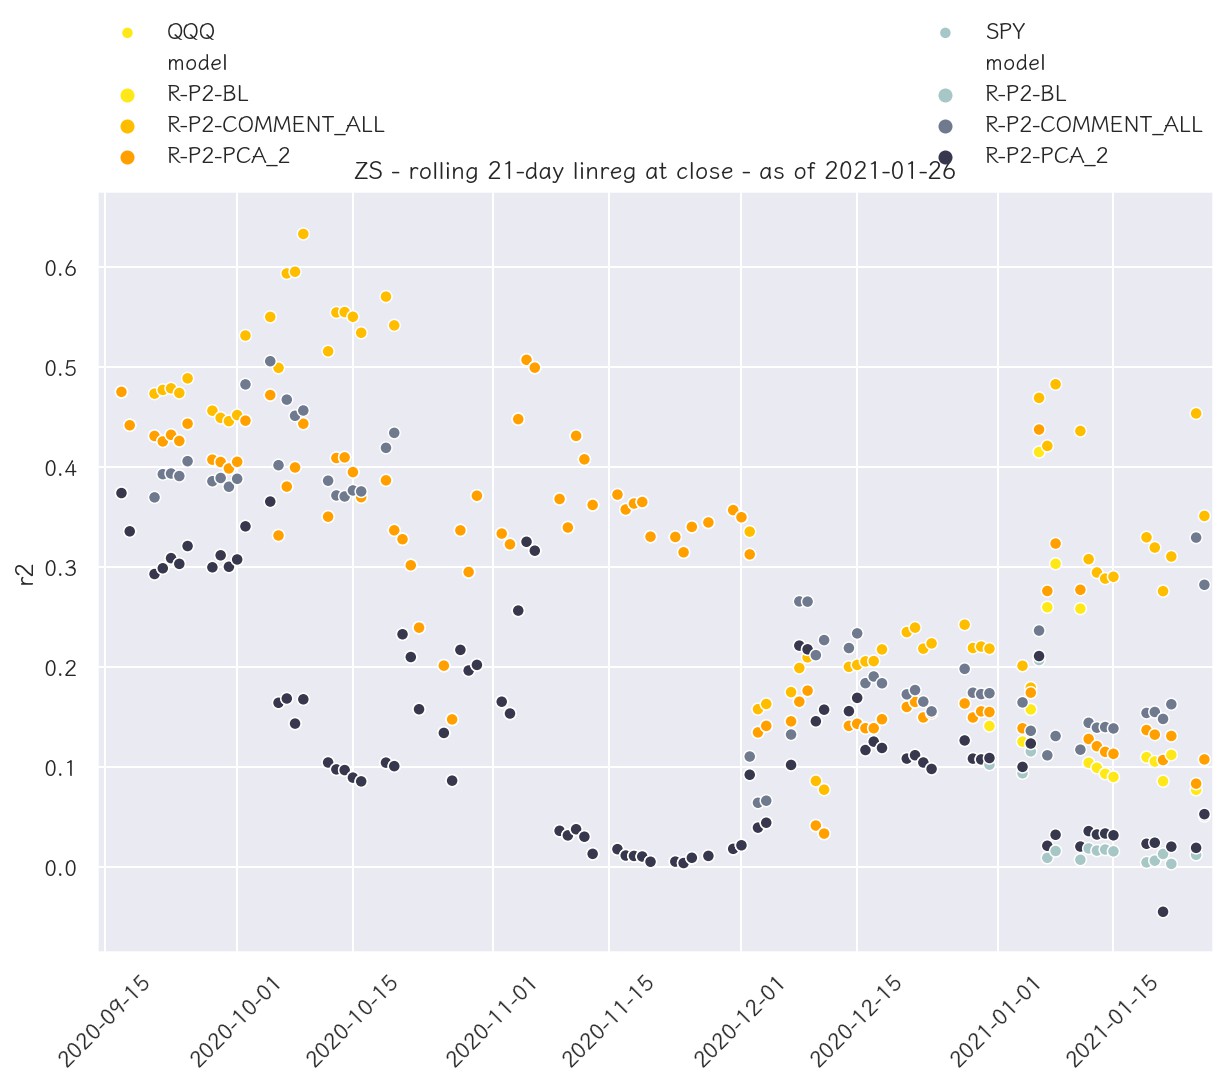 QQQ
model
R-P2-BL
R-P2-COMMENT_ALL
R-P2-PCA_2
SPY
model
R-P2-BL
R-P2-COMMENT_ALL
R-P2-PCA_2
ZS - rolling 21-day linreg at close - as of 2021-01-26
r2
0.6
0.5
0.4
0.3
0.2
0.1
0.0
2020-09-15
2020-10-01
2020-10-15
2020-11-01
2020-11-15
2020-12-01
2020-12-15
2021-01-01
2021-01-15